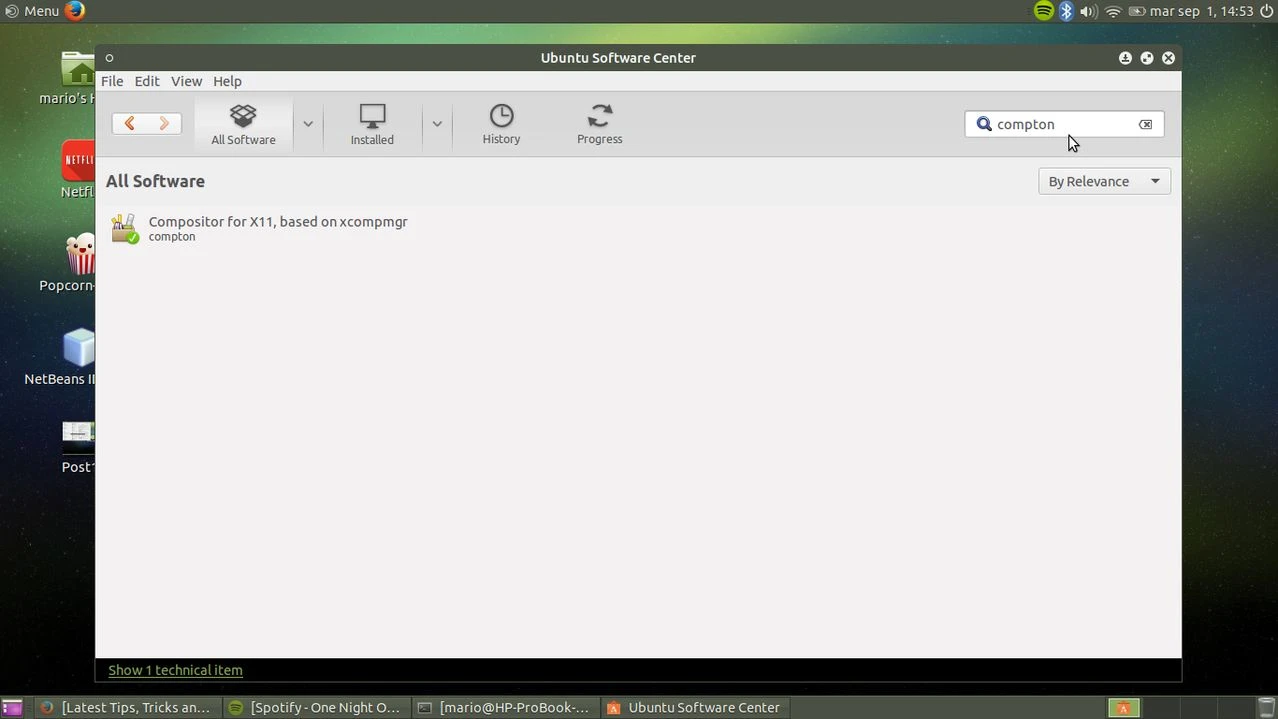 Menu
mar sep 1, 14:53
mario's H
NETFL
Netfl
Popcorn-
NetBeans I
Post
Ubuntu Software Center
File Edit View Help
All Software
Installed
History
Progress
compton
All Software
By Relevance
Compositor for X11, based on xcompmgr
compton
Show 1 technical item
[Latest Tips, Tricks an...
[Spotify - One Night O...
[mario@HP-ProBook-...
Ubuntu Software Center